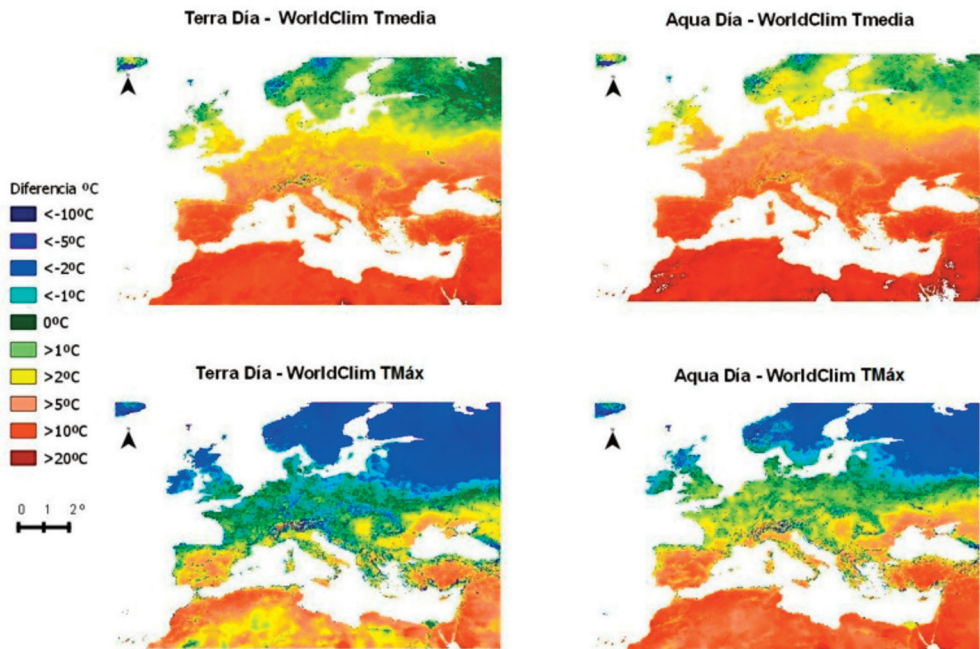 Terra Día - WorldClim Tmedia
Aqua Día - WorldClim Tmedia
Diferencia ºC
<-10ºC
<-5ºC
<-2ºC
<-1ºC
0ºC
>1ºC
>2ºC
>5ºC
>10ºC
>20ºC
0 1 2º
Terra Día - WorldClim TMáx
Aqua Día - WorldClim TMáx